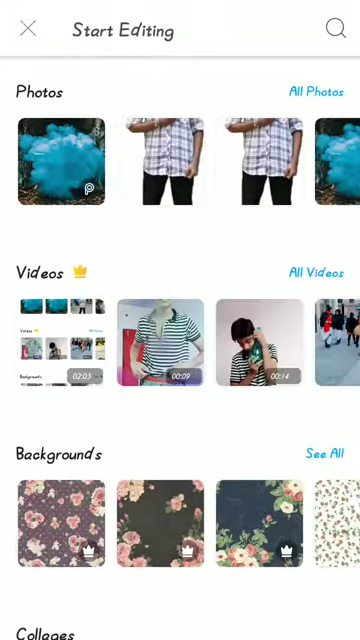 Start Editing
Photos
All Photos
Videos
All Videos
02:03
00:09
00:14
Backgrounds
See All
Collages